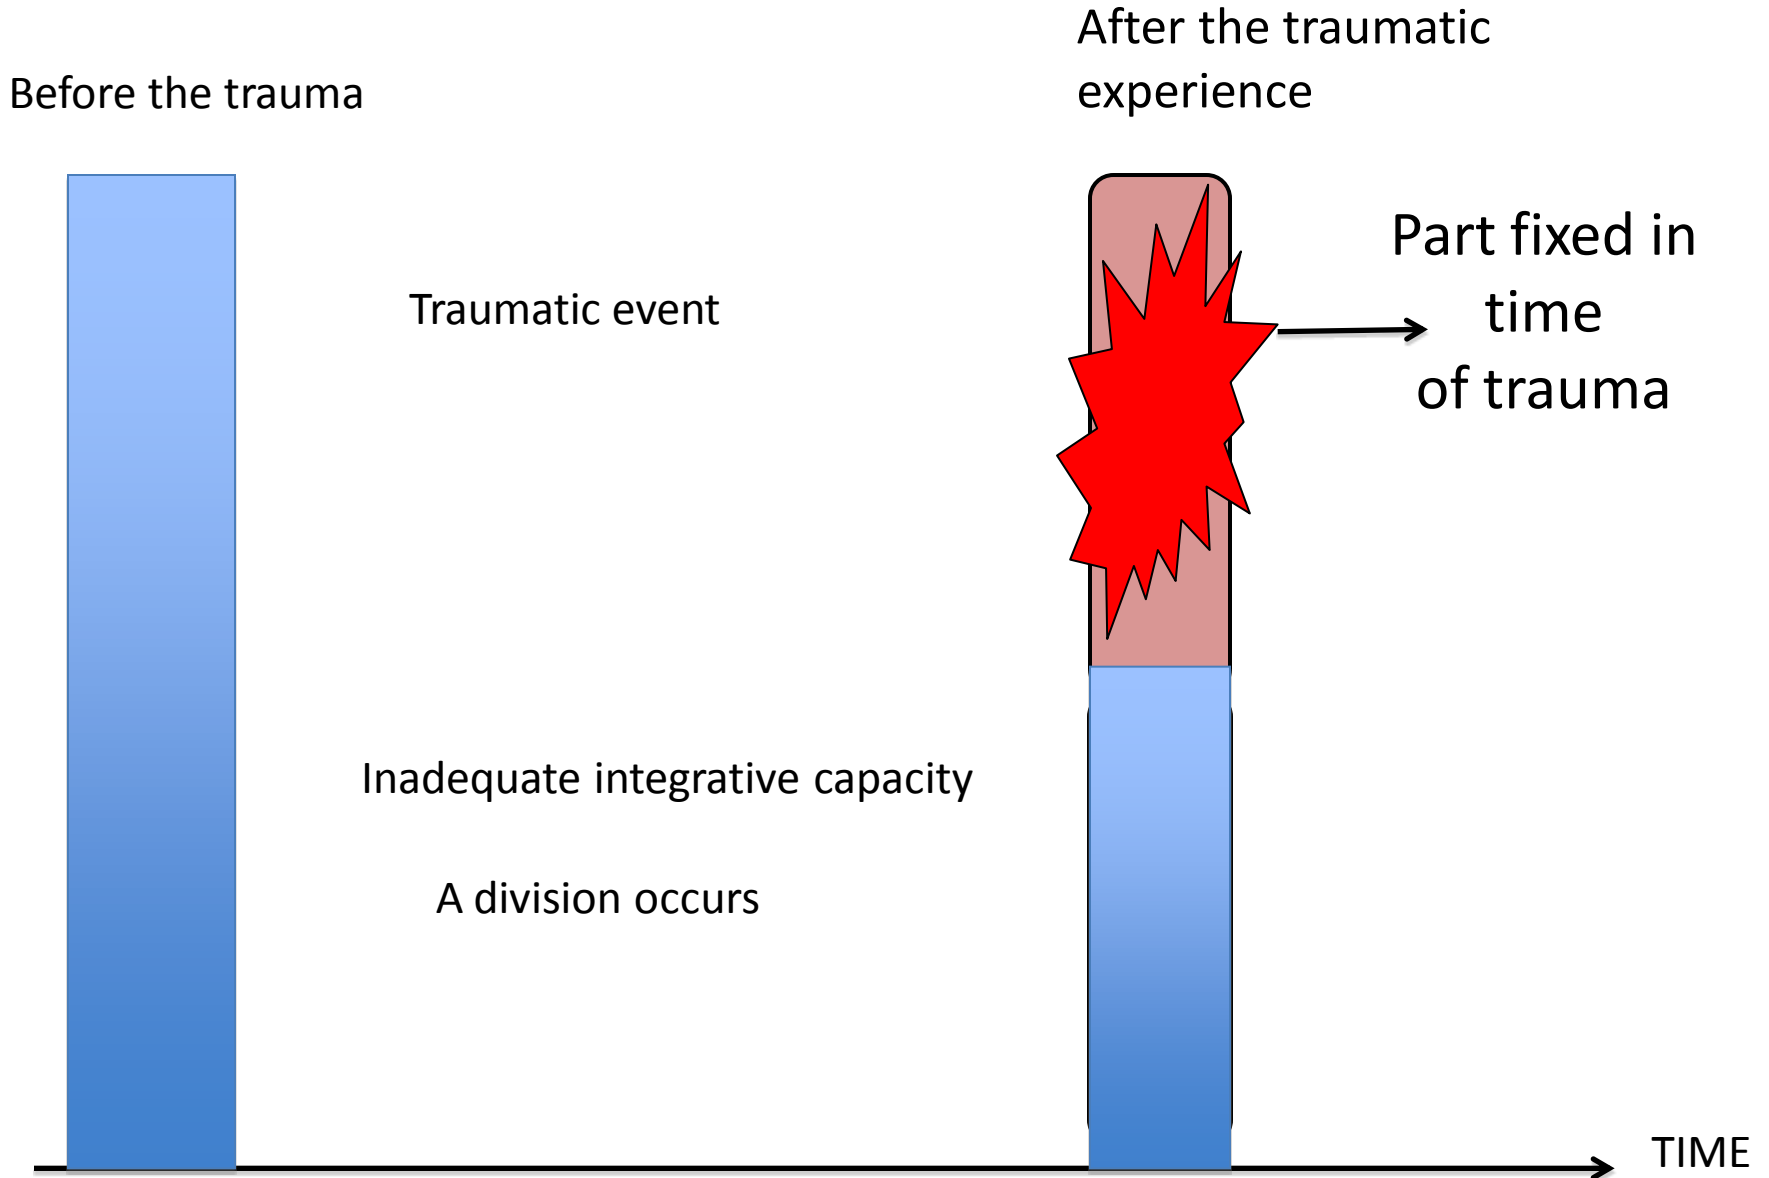 Before the trauma
After the traumatic
experience
Traumatic event
Part fixed in
time
of trauma
Inadequate integrative capacity
A division occurs
TIME